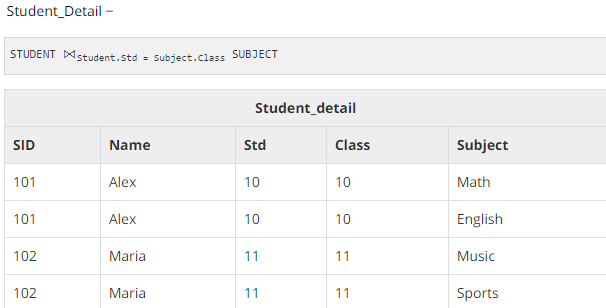 Student_Detail −
STUDENT ⋈Student.Std = Subject.Class SUBJECT
Student_detail
SID Name Std Class Subject
101 Alex 10 10 Math
101 Alex 10 10 English
102 Maria 11 11 Music
102 Maria 11 11 Sports